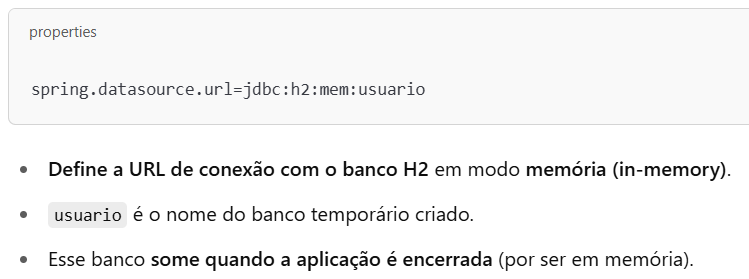 properties
spring.datasource.url=jdbc:h2:mem:usuario
• Define a URL de conexão com o banco H2 em modo memória (in-memory).
• usuario é o nome do banco temporário criado.
• Esse banco some quando a aplicação é encerrada (por ser em memória).